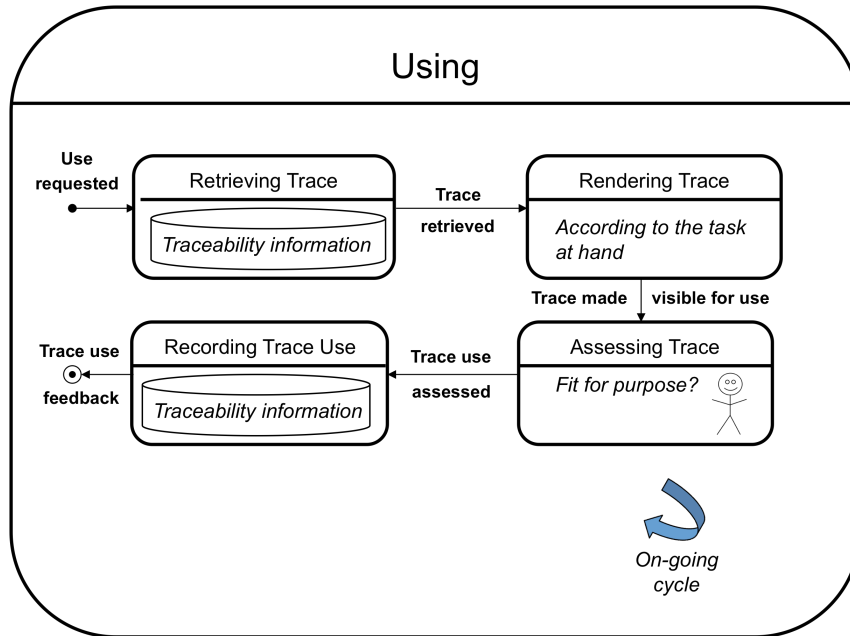 Using
Use
requested
Retrieving Trace
Traceability information
Trace
retrieved
Rendering Trace
According to the task
at hand
Trace made visible for use
Assessing Trace
Fit for purpose?
Trace use
assessed
Recording Trace Use
Traceability information
Trace use
feedback
On-going
cycle